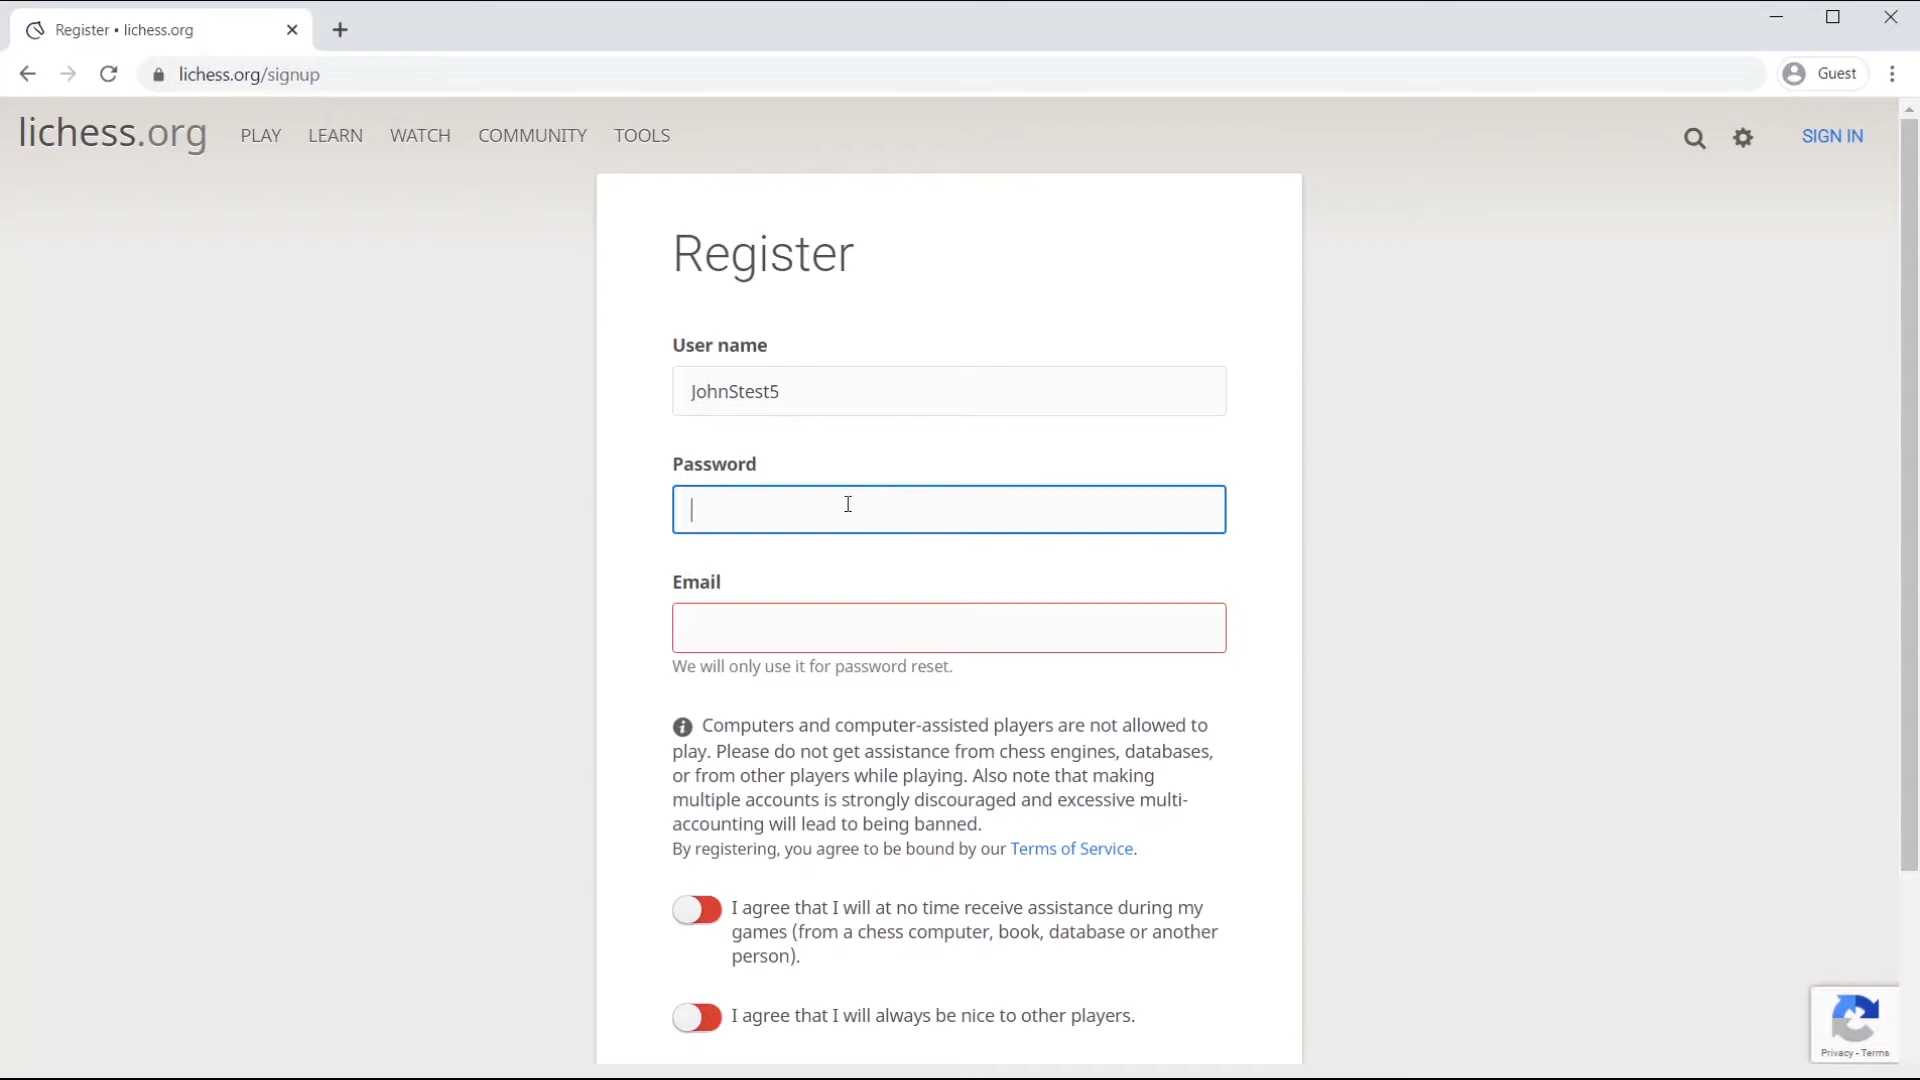 Register • lichess.org
lichess.org/signup
Guest
lichess.org PLAY LEARN WATCH COMMUNITY TOOLS SIGN IN
Register
User name
JohnStest5
Password
Email
We will only use it for password reset.
Computers and computer-assisted players are not allowed to
play. Please do not get assistance from chess engines, databases,
or from other players while playing. Also note that making
multiple accounts is strongly discouraged and excessive multi-
accounting will lead to being banned.
By registering, you agree to be bound by our Terms of Service.
I agree that I will at no time receive assistance during my
games (from a chess computer, book, database or another
person).
I agree that I will always be nice to other players.
Privacy - Terms